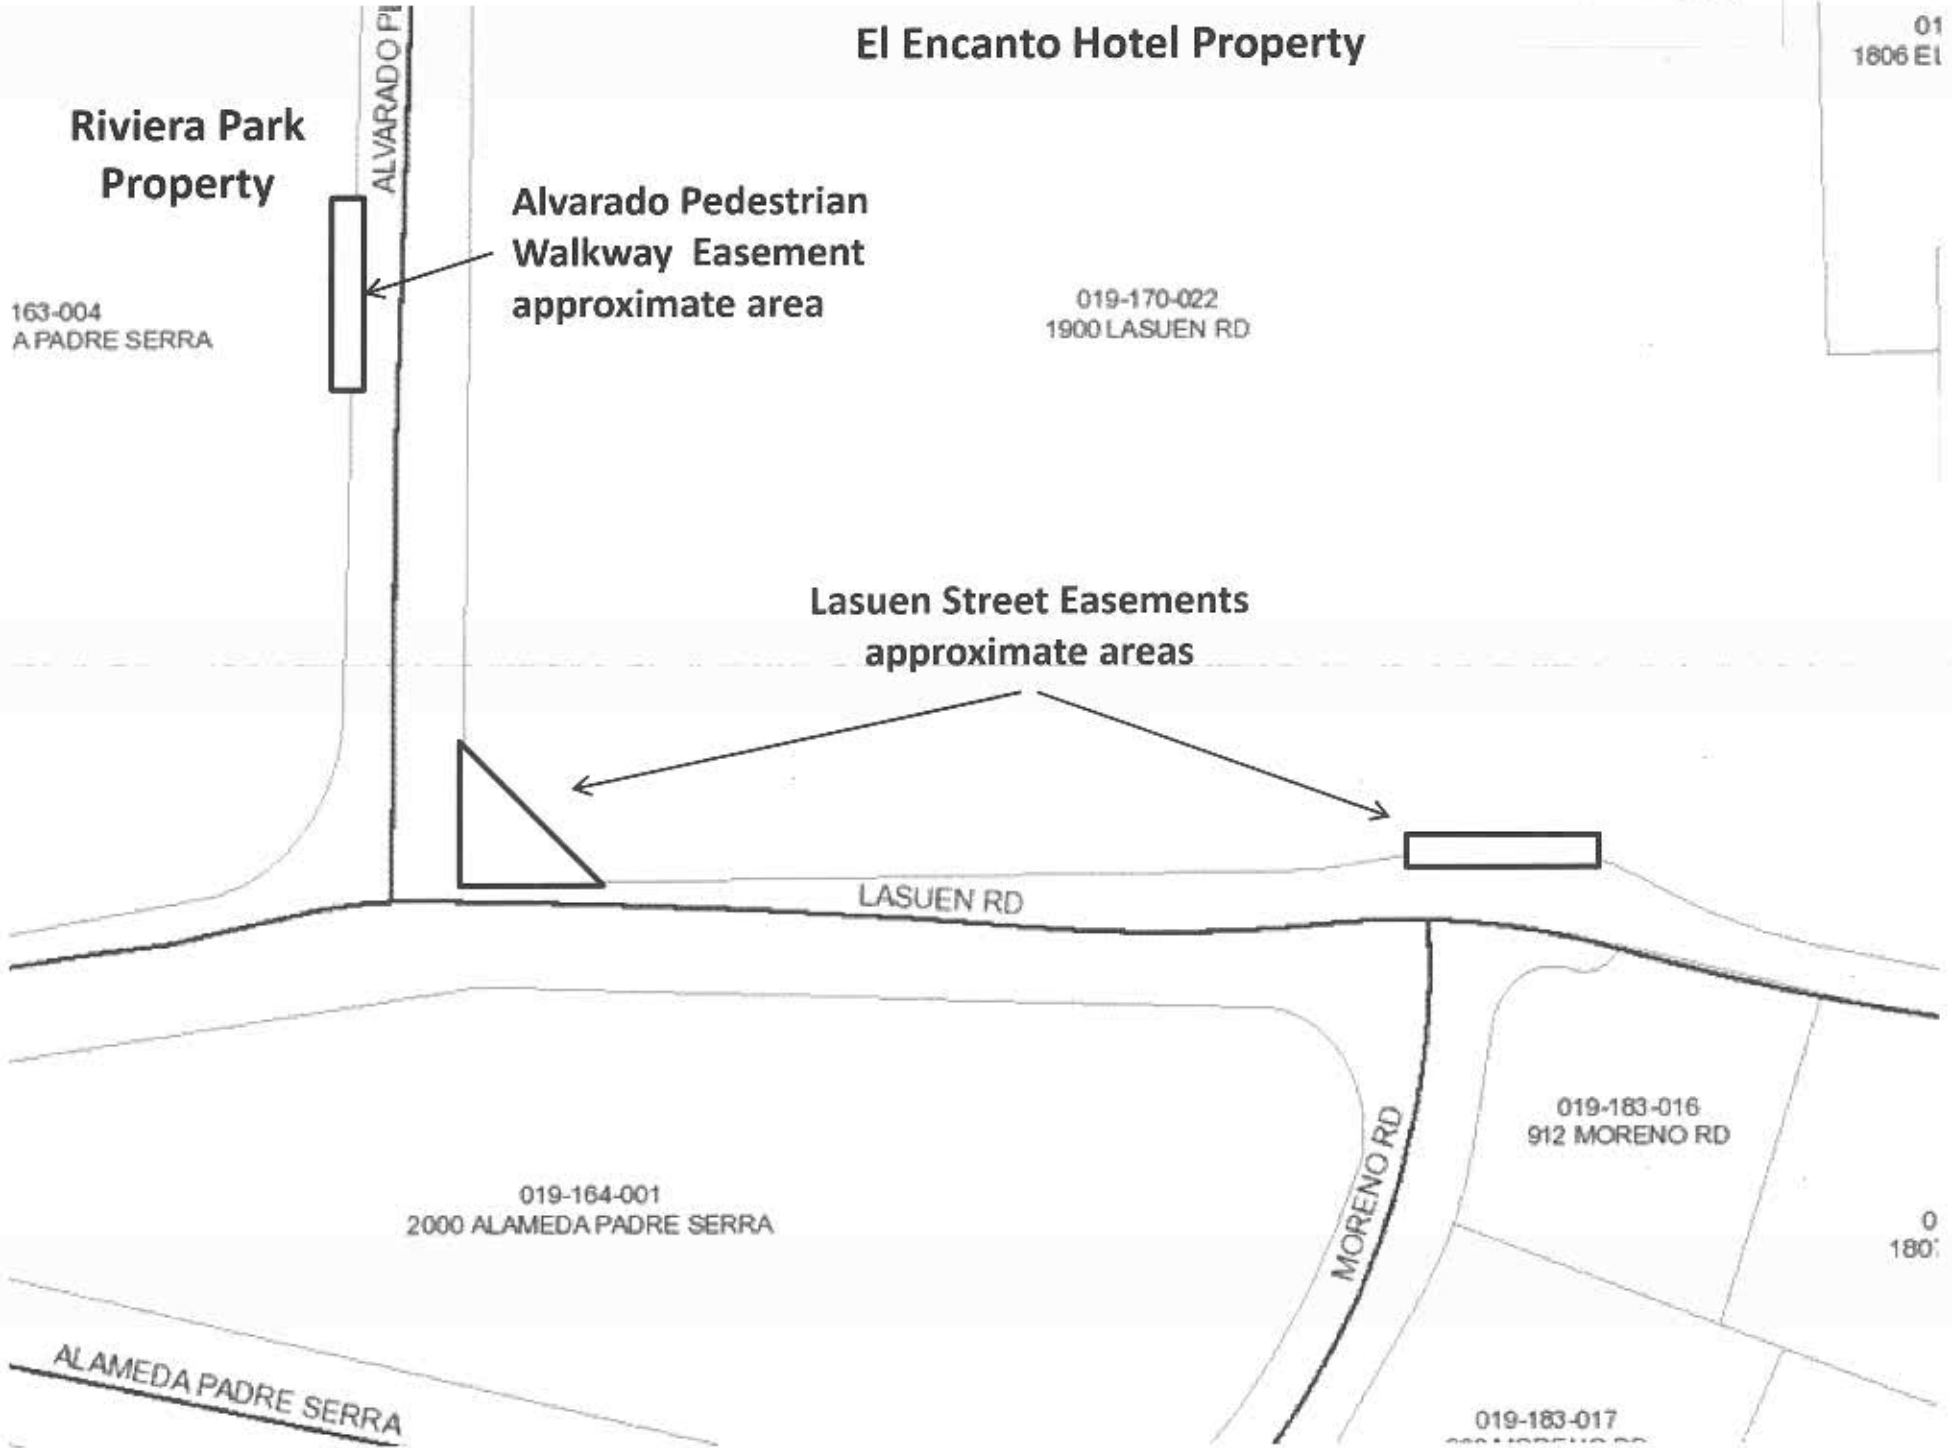 El Encanto Hotel Property
01
1806 El
ALVARADO Pl
Riviera Park
Property
Alvarado Pedestrian
Walkway Easement
approximate area
163-004
A PADRE SERRA
019-170-022
1900 LASUEN RD
Lasuen Street Easements
approximate areas
LASUEN RD
019-183-016
912 MORENO RD
MORENO RD
019-164-001
2000 ALAMEDA PADRE SERRA
0
180
ALAMEDA PADRE SERRA
019-183-017